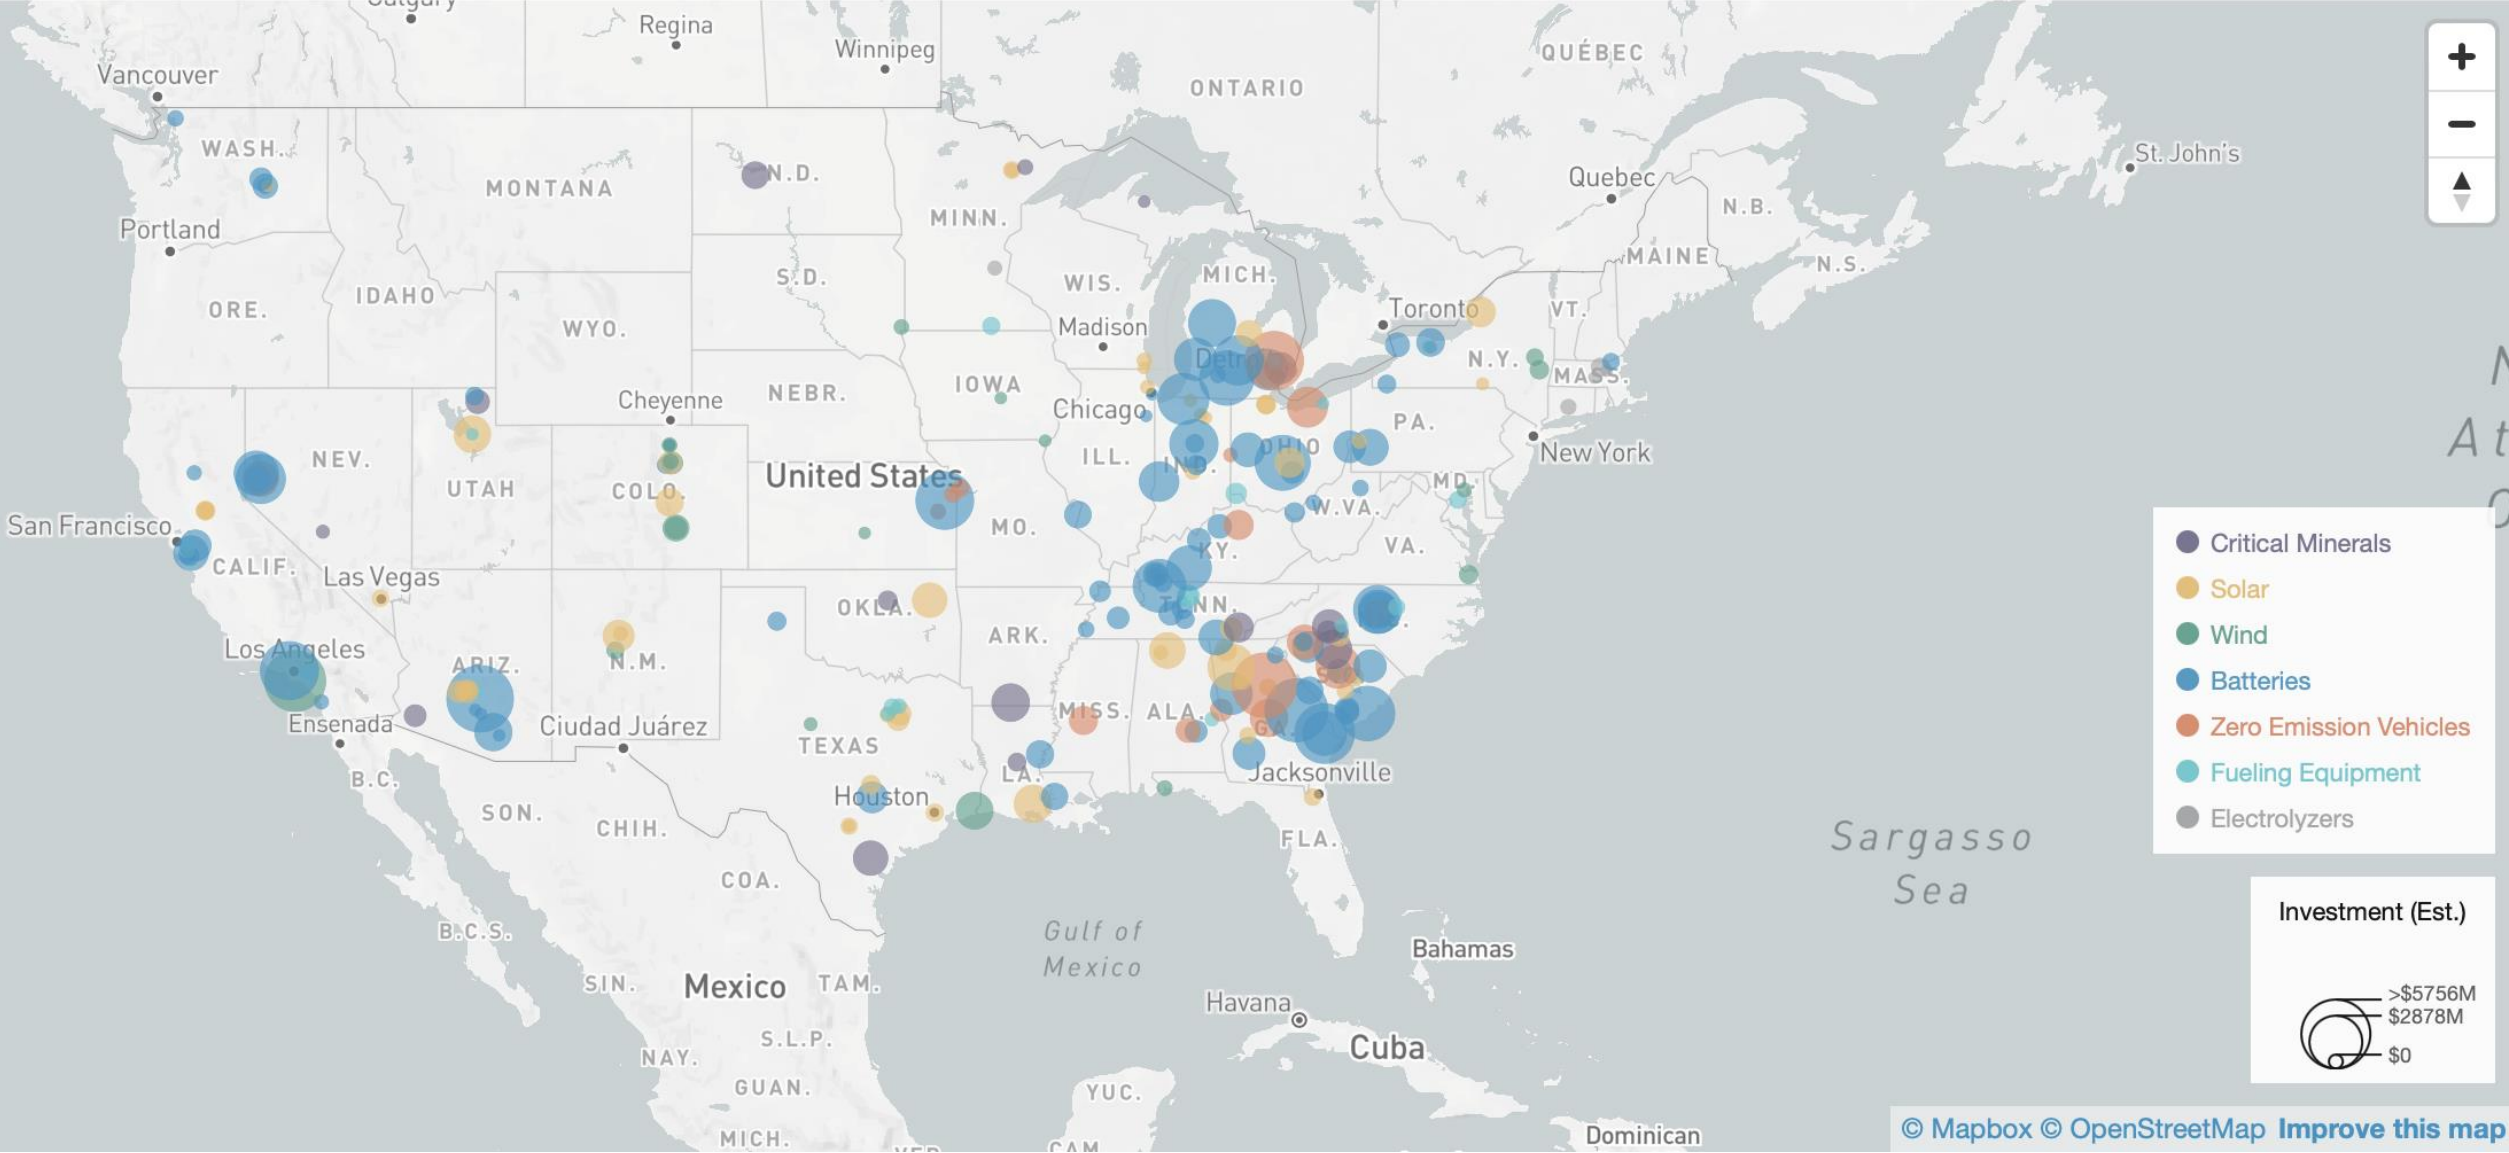 Calgary
Regina
Winnipeg
Vancouver
QUÉBEC
ONTARIO
WASH.
MONTANA
N.D.
MINN.
Quebec
N.B.
St. John's
Portland
ORE.
IDAHO
WYO.
S.D.
WIS.
MICH.
MAINE
N.S.
Madison
Toronto
VT.
Cheyenne
NEBR.
IOWA
Chicago
N.Y.
MASS.
PA.
New York
NEV.
UTAH
COLO.
United States
ILL.
IND.
OHIO
MD.
San Francisco
CALIF.
Las Vegas
MO.
KY.
W.VA.
VA.
Los Angeles
ARIZ.
N.M.
OKLA.
ARK.
TENN.
Ensenada
Ciudad Juárez
TEXAS
MISS.
ALA.
GA.
B.C.
SON.
CHIH.
Houston
LA.
Jacksonville
FLA.
COA.
B.C.S.
SIN.
Mexico
TAM.
Gulf of
Mexico
Bahamas
Havana
Cuba
S.L.P.
NAY.
GUAN.
YUC.
MICH.
Dominican
Sargasso
Sea
Critical Minerals
Solar
Wind
Batteries
Zero Emission Vehicles
Fueling Equipment
Electrolyzers
Investment (Est.)
>$5756M
$2878M
$0
© Mapbox © OpenStreetMap Improve this map